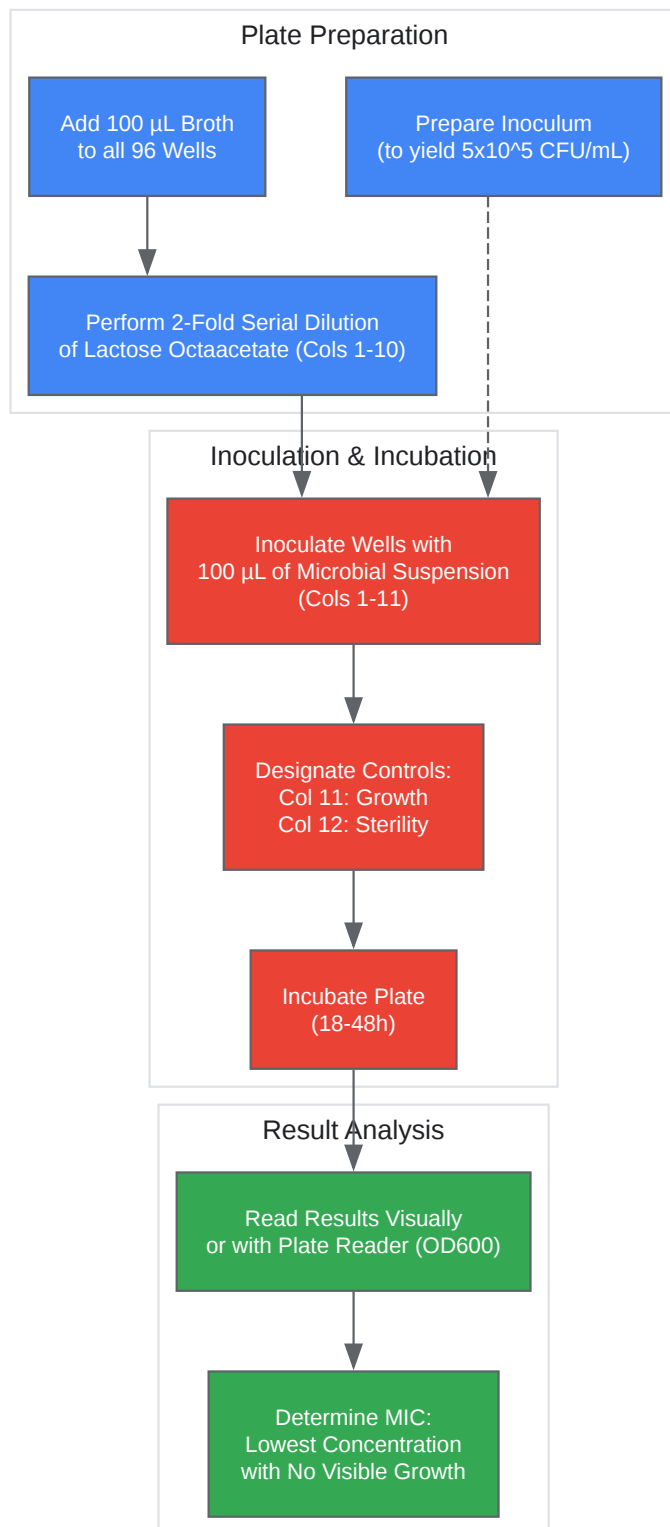 Plate Preparation
Add 100 µL Broth
to all 96 Wells
Prepare Inoculum
(to yield 5x10^5 CFU/mL)
Perform 2-Fold Serial Dilution
of Lactose Octaacetate (Cols 1-10)
Inoculation & Incubation
Inoculate Wells with
100 µL of Microbial Suspension
(Cols 1-11)
Designate Controls:
Col 11: Growth
Col 12: Sterility
Incubate Plate
(18-48h)
Result Analysis
Read Results Visually
or with Plate Reader (OD600)
Determine MIC:
Lowest Concentration
with No Visible Growth